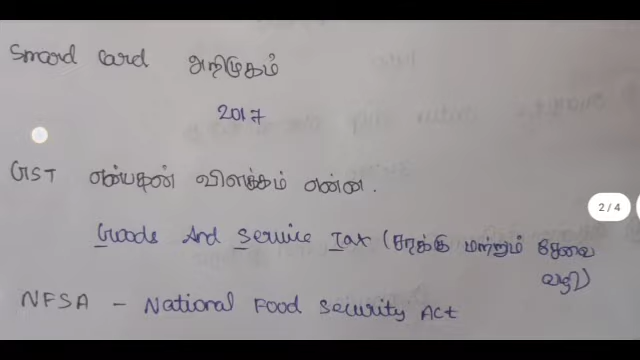 Smard Card அறிமுகம்
2017
GST என்பதன் விளக்கம் என்ன.
2/4
Goods And Service Tax (சரக்கு மற்றும் சேவை
வரி)
NFSA - National Food Security Act